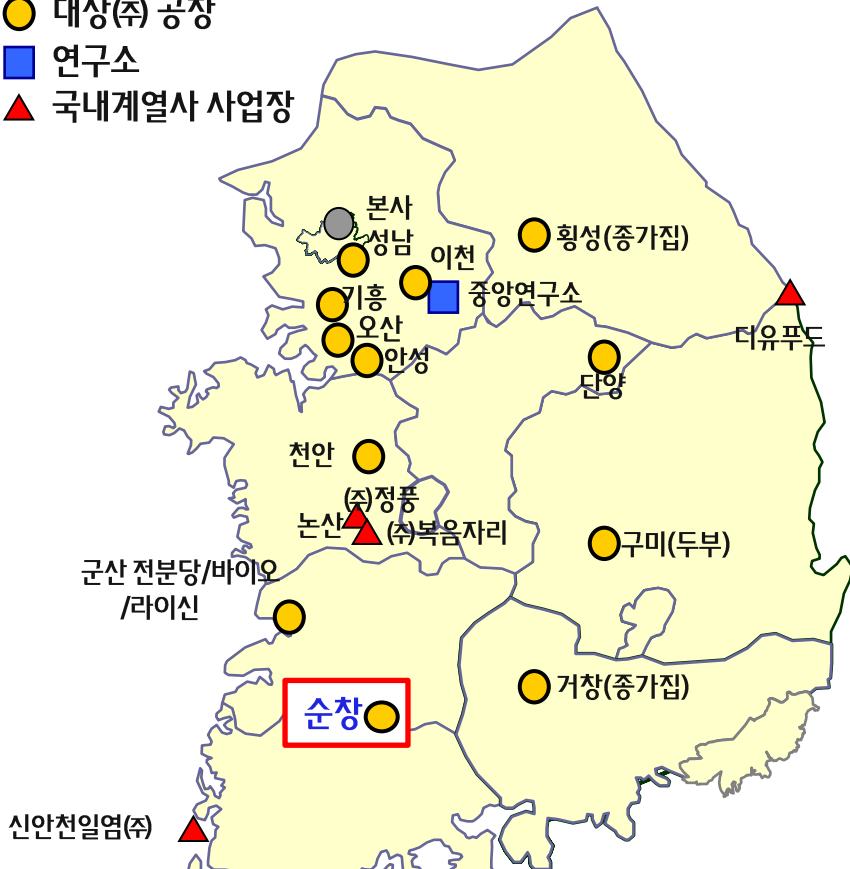 대상㈜ 공장
연구소
국내계열사 사업장
본사
성남
이천
횡성(종가집)
중앙연구소
기흥
오산
더유푸드
안성
단양
천안
㈜정풍
논산
㈜복음자리
구미(두부)
군산 전분당/바이오
/라이신
거창(종가집)
순창
신안천일염㈜